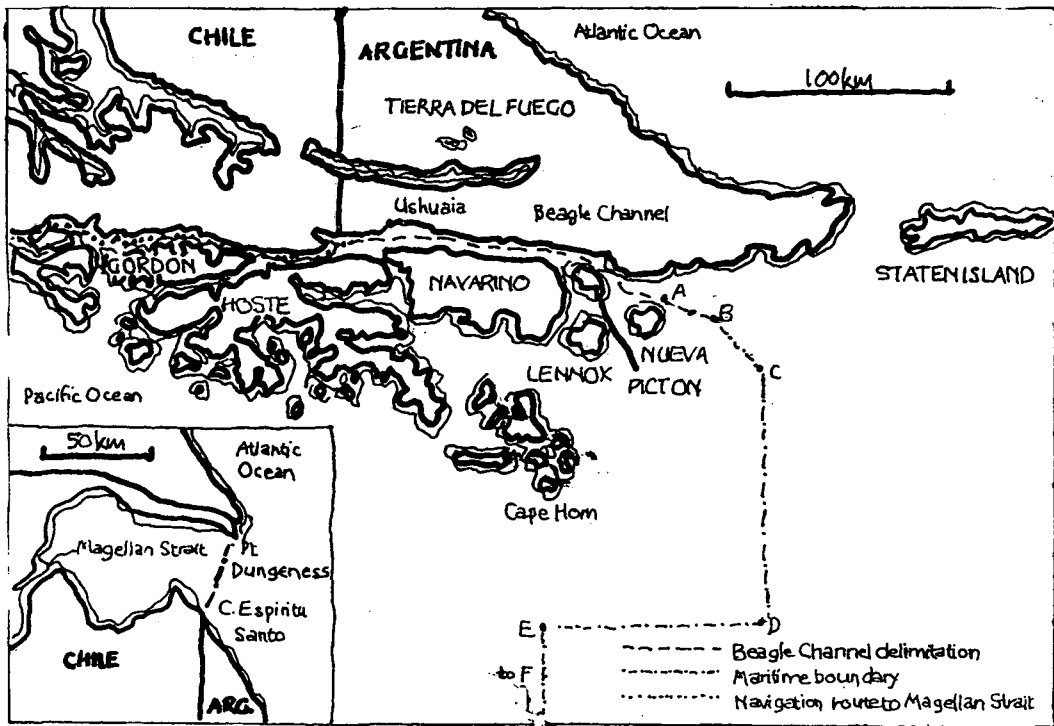 CHILE
ARGENTINA
Atlantic Ocean
100km
TIERRA DEL FUEGO
Ushuaia
Beagle Channel
GORDON
HOSTE
NAVARINO
STATEN ISLAND
A
B
C
LENNOX
NUEVA
PICTON
Pacific Ocean
Cape Horn
50km
Atlantic
Ocean
Magellan Strait
Pt
Dungeness
C. Espiritu
Santo
CHILE
ARG.
E
D
to F
Beagle Channel delimitation
Maritime boundary
Navigation route to Magellan Strait